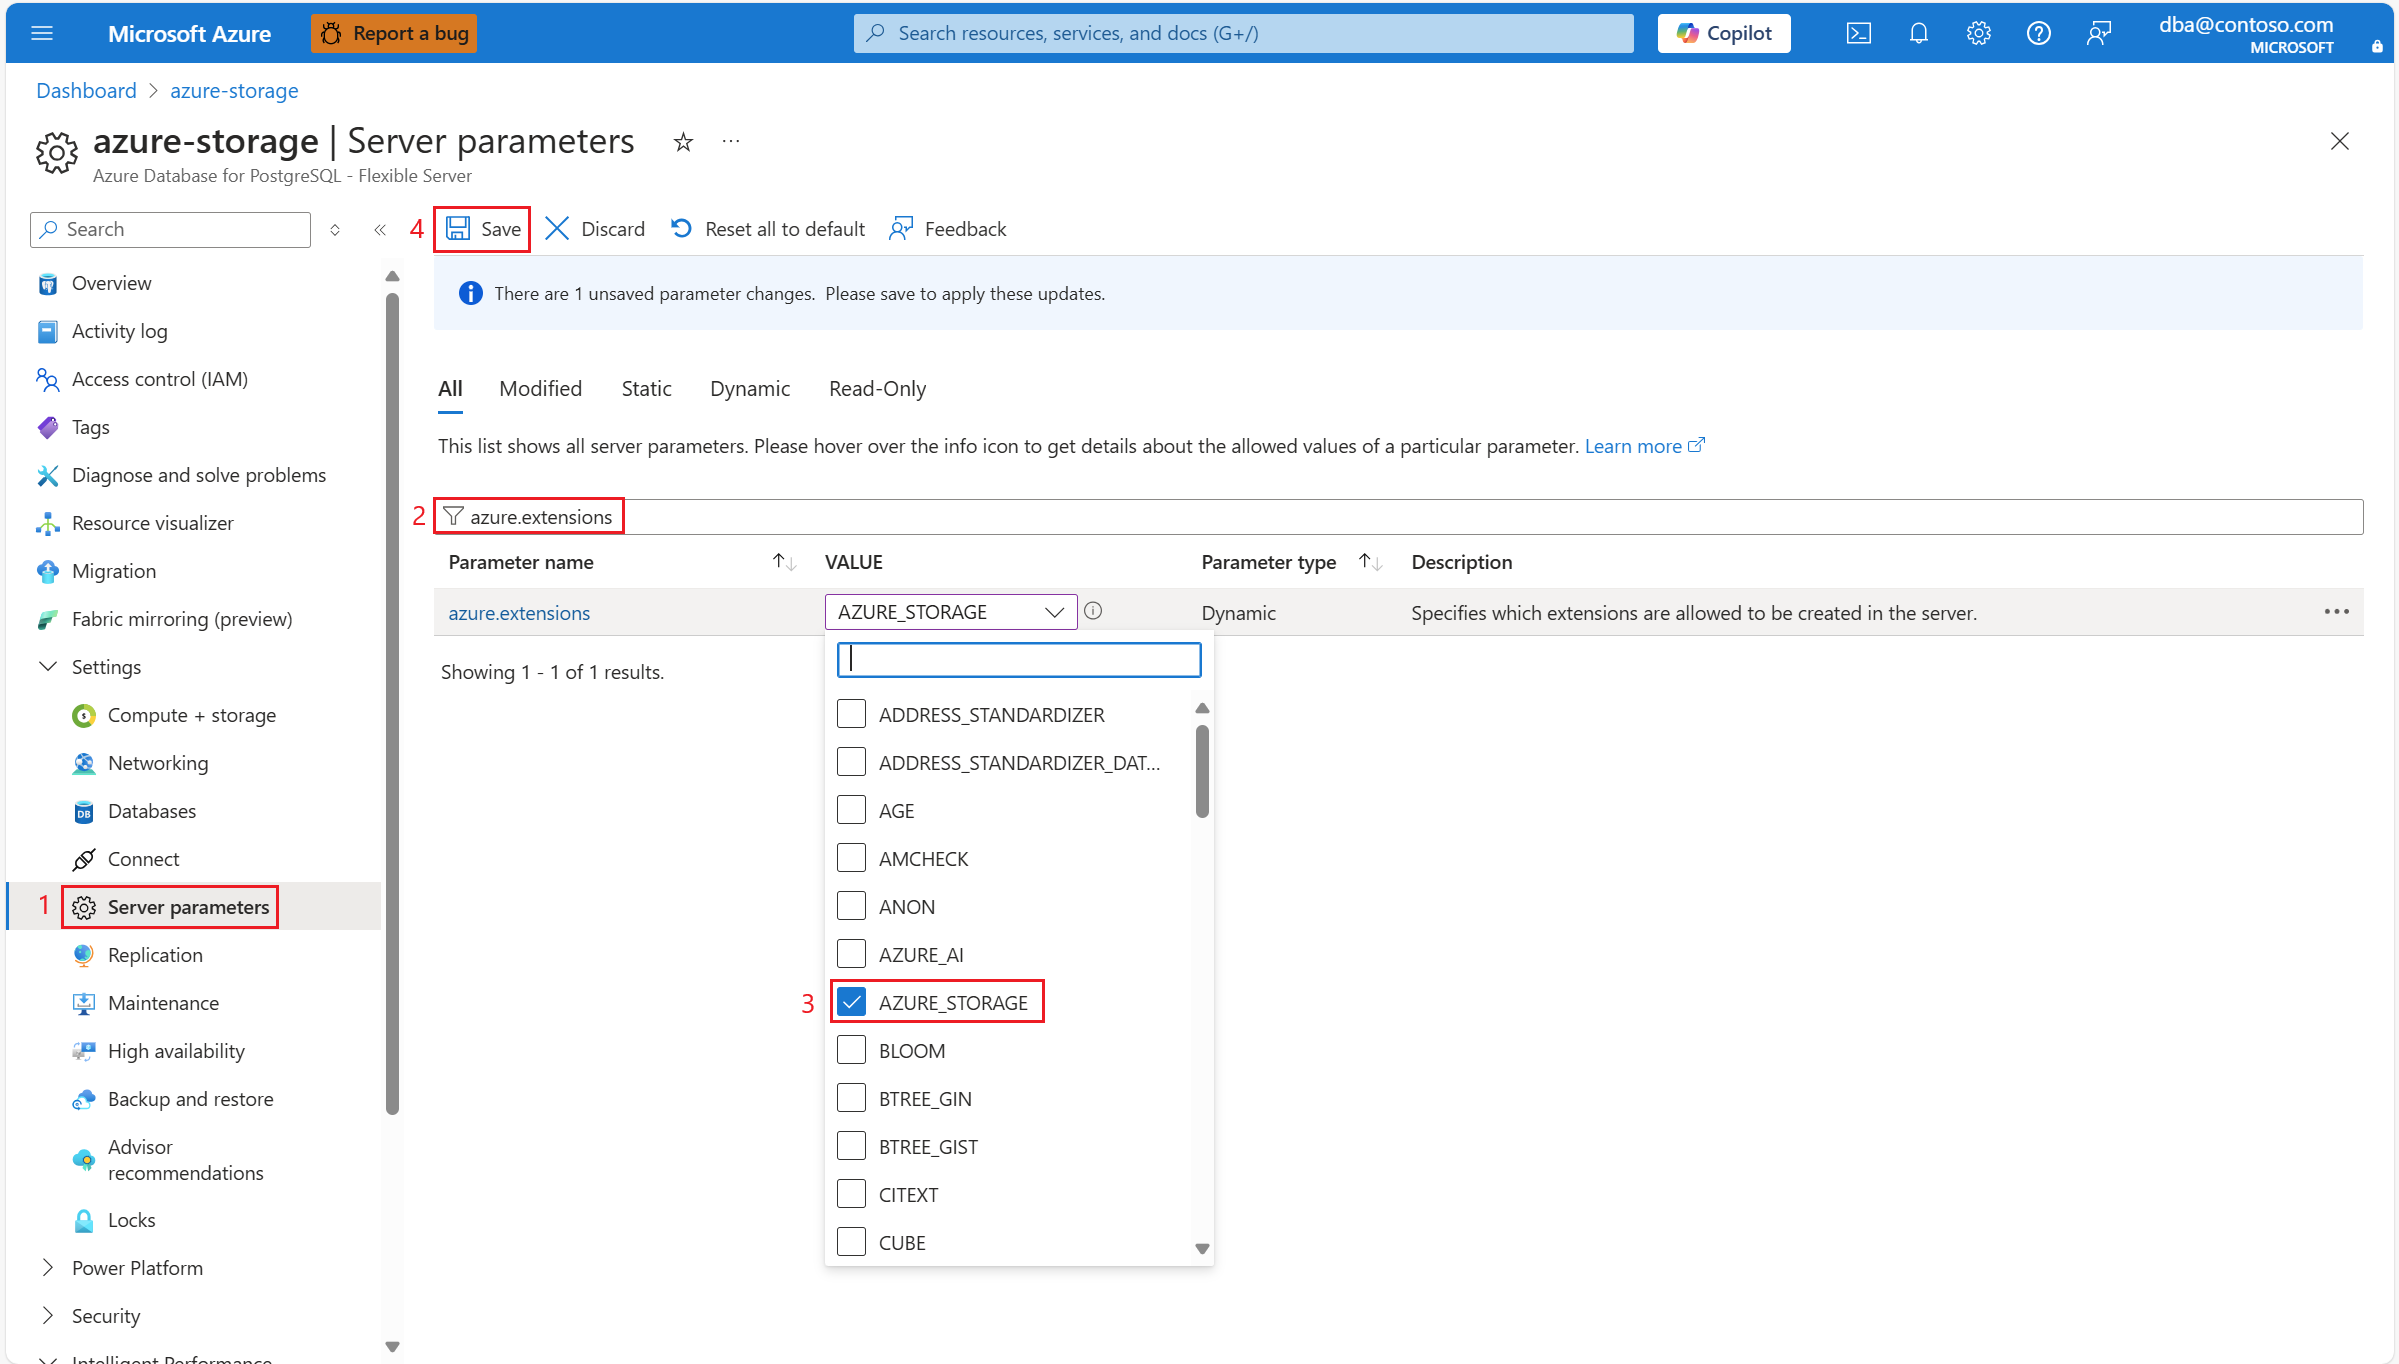 Microsoft Azure
Report a bug
Search resources, services, and docs (G+/)
Copilot
dba@contoso.com
MICROSOFT
Dashboard > azure-storage
azure-storage | Server parameters
Azure Database for PostgreSQL - Flexible Server
Search
Overview
Activity log
Access control (IAM)
Tags
Diagnose and solve problems
Resource visualizer
Migration
Fabric mirroring (preview)
Settings
Compute + storage
Networking
Databases
Connect
1 Server parameters
Replication
Maintenance
High availability
Backup and restore
Advisor
recommendations
Locks
Power Platform
Security
Intelligent Performance
4 Save Discard Reset all to default Feedback
There are 1 unsaved parameter changes. Please save to apply these updates.
All Modified Static Dynamic Read-Only
This list shows all server parameters. Please hover over the info icon to get details about the allowed values of a particular parameter. Learn more
2 azure.extensions
Parameter name VALUE Parameter type Description
azure.extensions AZURE_STORAGE Dynamic Specifies which extensions are allowed to be created in the server.
Showing 1 - 1 of 1 results.
ADDRESS_STANDARDIZER
ADDRESS_STANDARDIZER_DAT...
AGE
AMCHECK
ANON
AZURE_AI
3 AZURE_STORAGE
BLOOM
BTREE_GIN
BTREE_GIST
CITEXT
CUBE